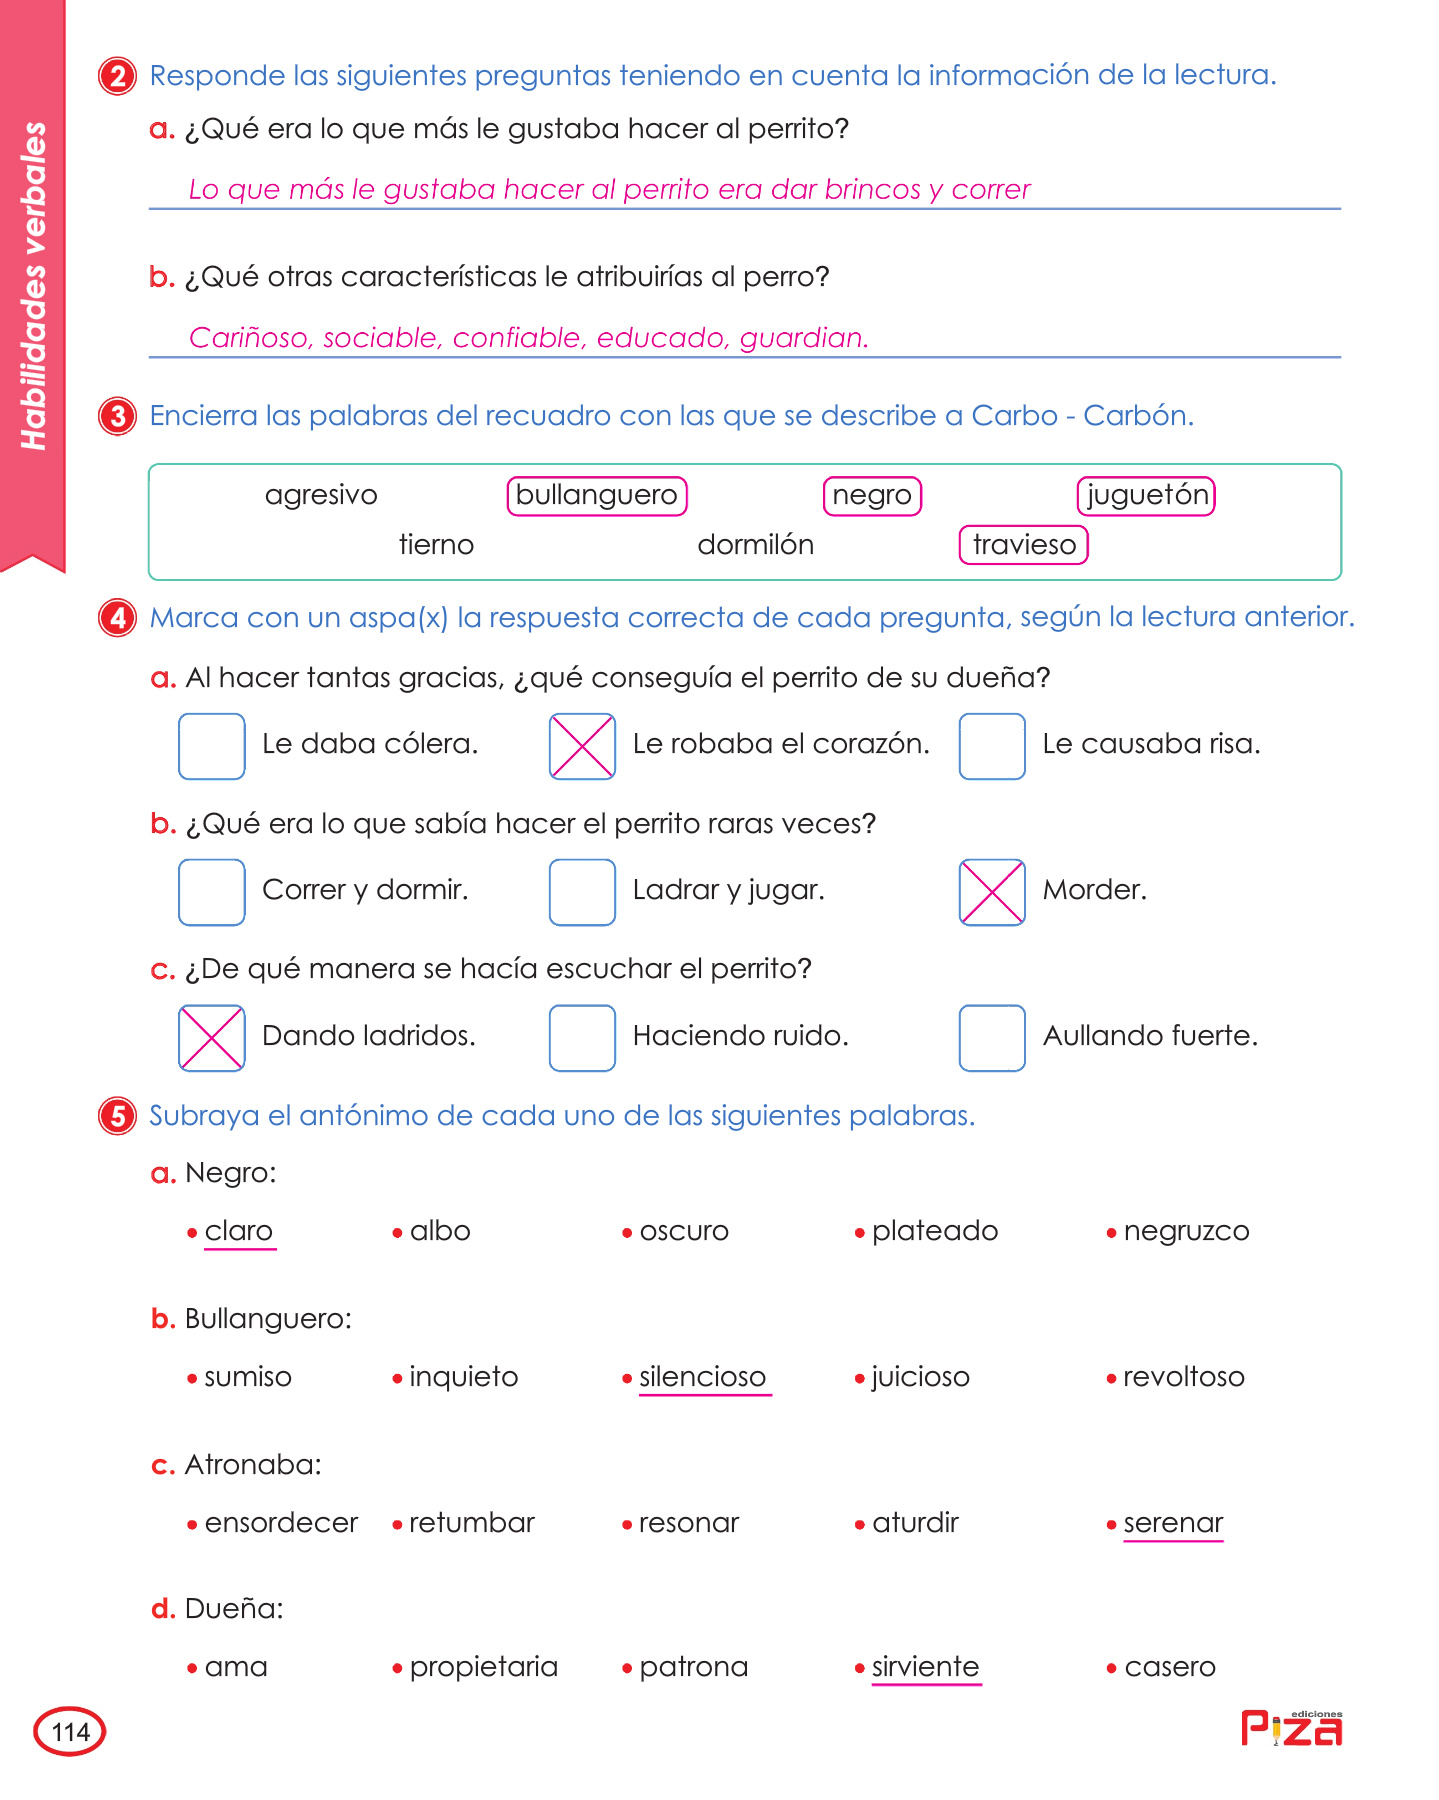 Habilidades verbales
2 Responde las siguientes preguntas teniendo en cuenta la información de la lectura.
a. ¿Qué era lo que más le gustaba hacer al perrito?
Lo que más le gustaba hacer al perrito era dar brincos y correr
b. ¿Qué otras características le atribuirías al perro?
Cariñoso, sociable, confiable, educado, guardian.
3 Encierra las palabras del recuadro con las que se describe a Carbo - Carbón.
agresivo bullanguero negro juguetón
tierno dormilón travieso
4 Marca con un aspa(x) la respuesta correcta de cada pregunta, según la lectura anterior.
a. Al hacer tantas gracias, ¿qué conseguía el perrito de su dueña?
Le daba cólera. Le robaba el corazón. Le causaba risa.
b. ¿Qué era lo que sabía hacer el perrito raras veces?
Correr y dormir. Ladrar y jugar. Morder.
c. ¿De qué manera se hacía escuchar el perrito?
Dando ladridos. Haciendo ruido. Aullando fuerte.
5 Subraya el antónimo de cada uno de las siguientes palabras.
a. Negro:
• claro • albo • oscuro • plateado • negruzco
b. Bullanguero:
• sumiso • inquieto • silencioso • juicioso • revoltoso
c. Atronaba:
• ensordecer • retumbar • resonar • aturdir • serenar
d. Dueña:
• ama • propietaria • patrona • sirviente • casero
114
ediciones
Piza